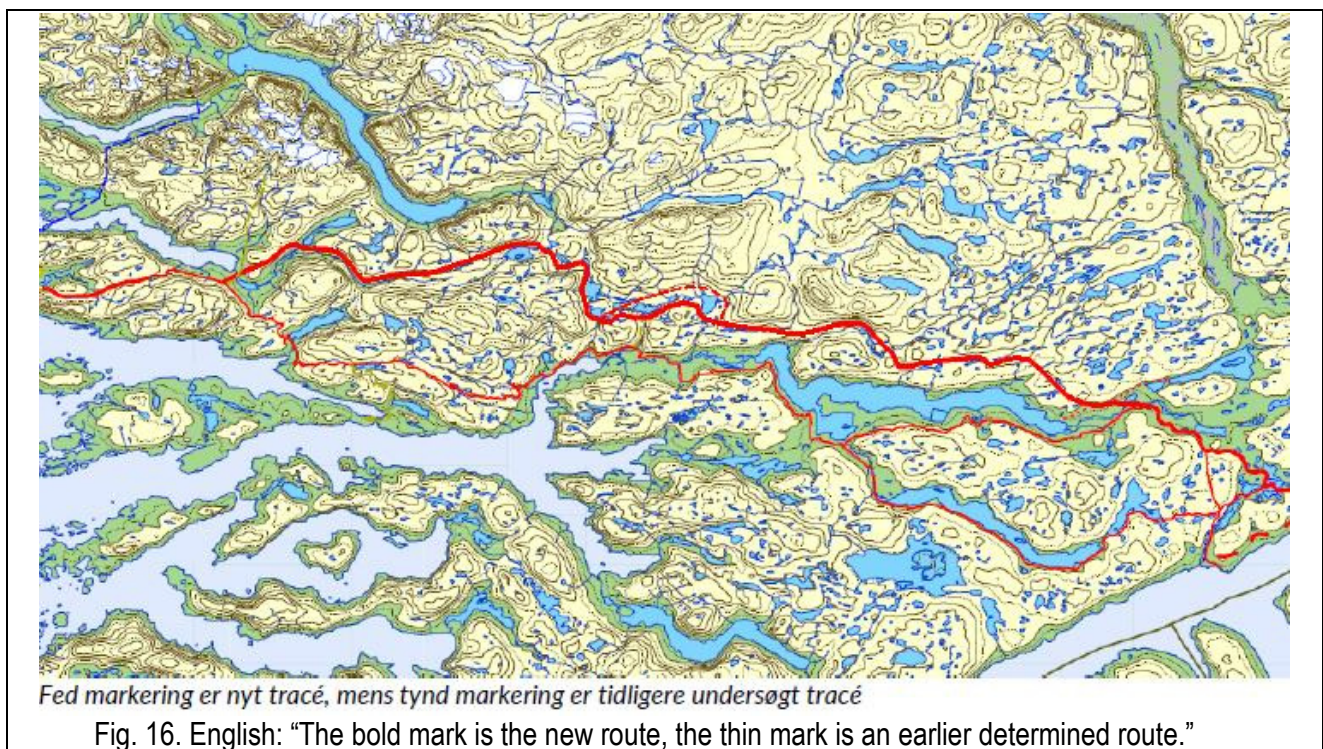 Fed markering er nyt tracé, mens tynd markering er tidligere undersøgt tracé
Fig. 16. English: “The bold mark is the new route, the thin mark is an earlier determined route.”